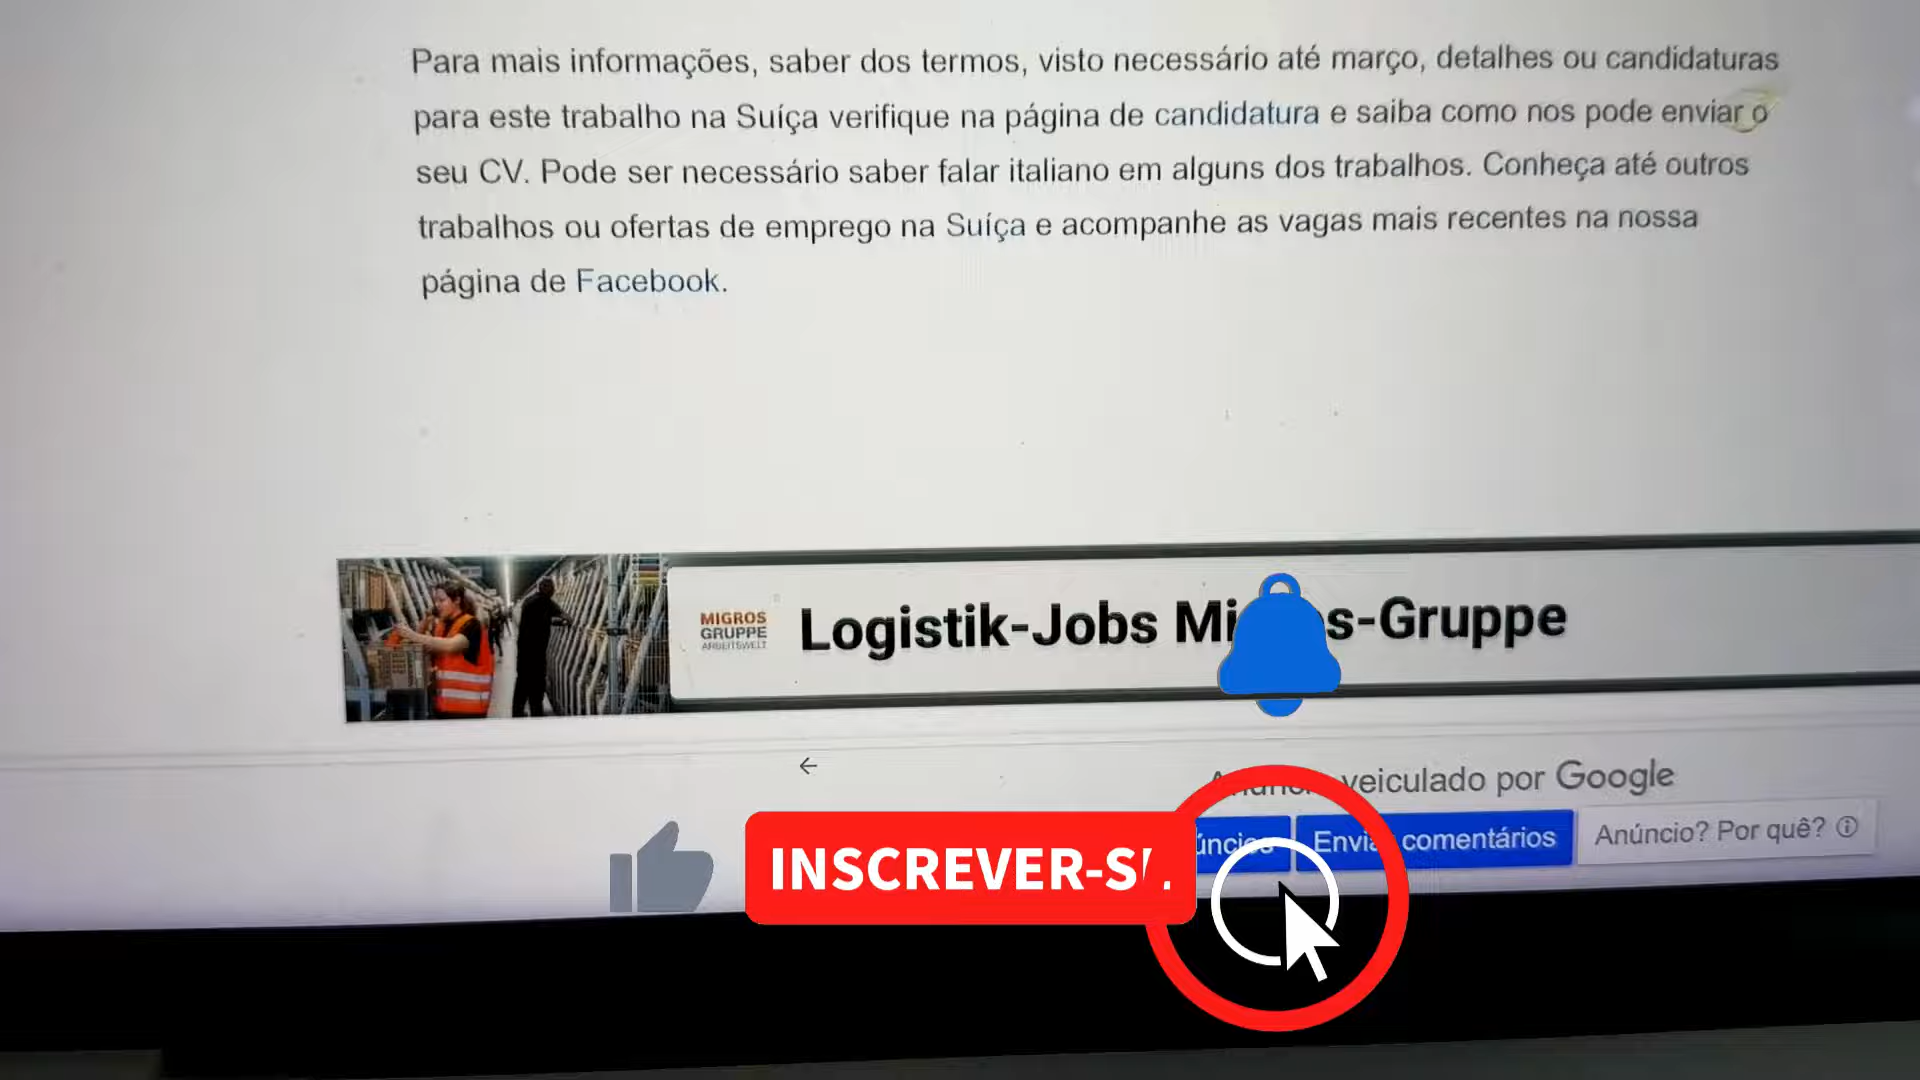 Para mais informações, saber dos termos, visto necessário até março, detalhes ou candidaturas
para este trabalho na Suíça verifique na página de candidatura e saiba como nos pode enviar o
seu CV. Pode ser necessário saber falar italiano em alguns dos trabalhos. Conheça até outros
trabalhos ou ofertas de emprego na Suíça e acompanhe as vagas mais recentes na nossa
página de Facebook.
MIGROS
GRUPPE
ARBEITSWELT
Logistik-Jobs s-Gruppe
veiculado por Google
comentários
Anúncio? Por quê?